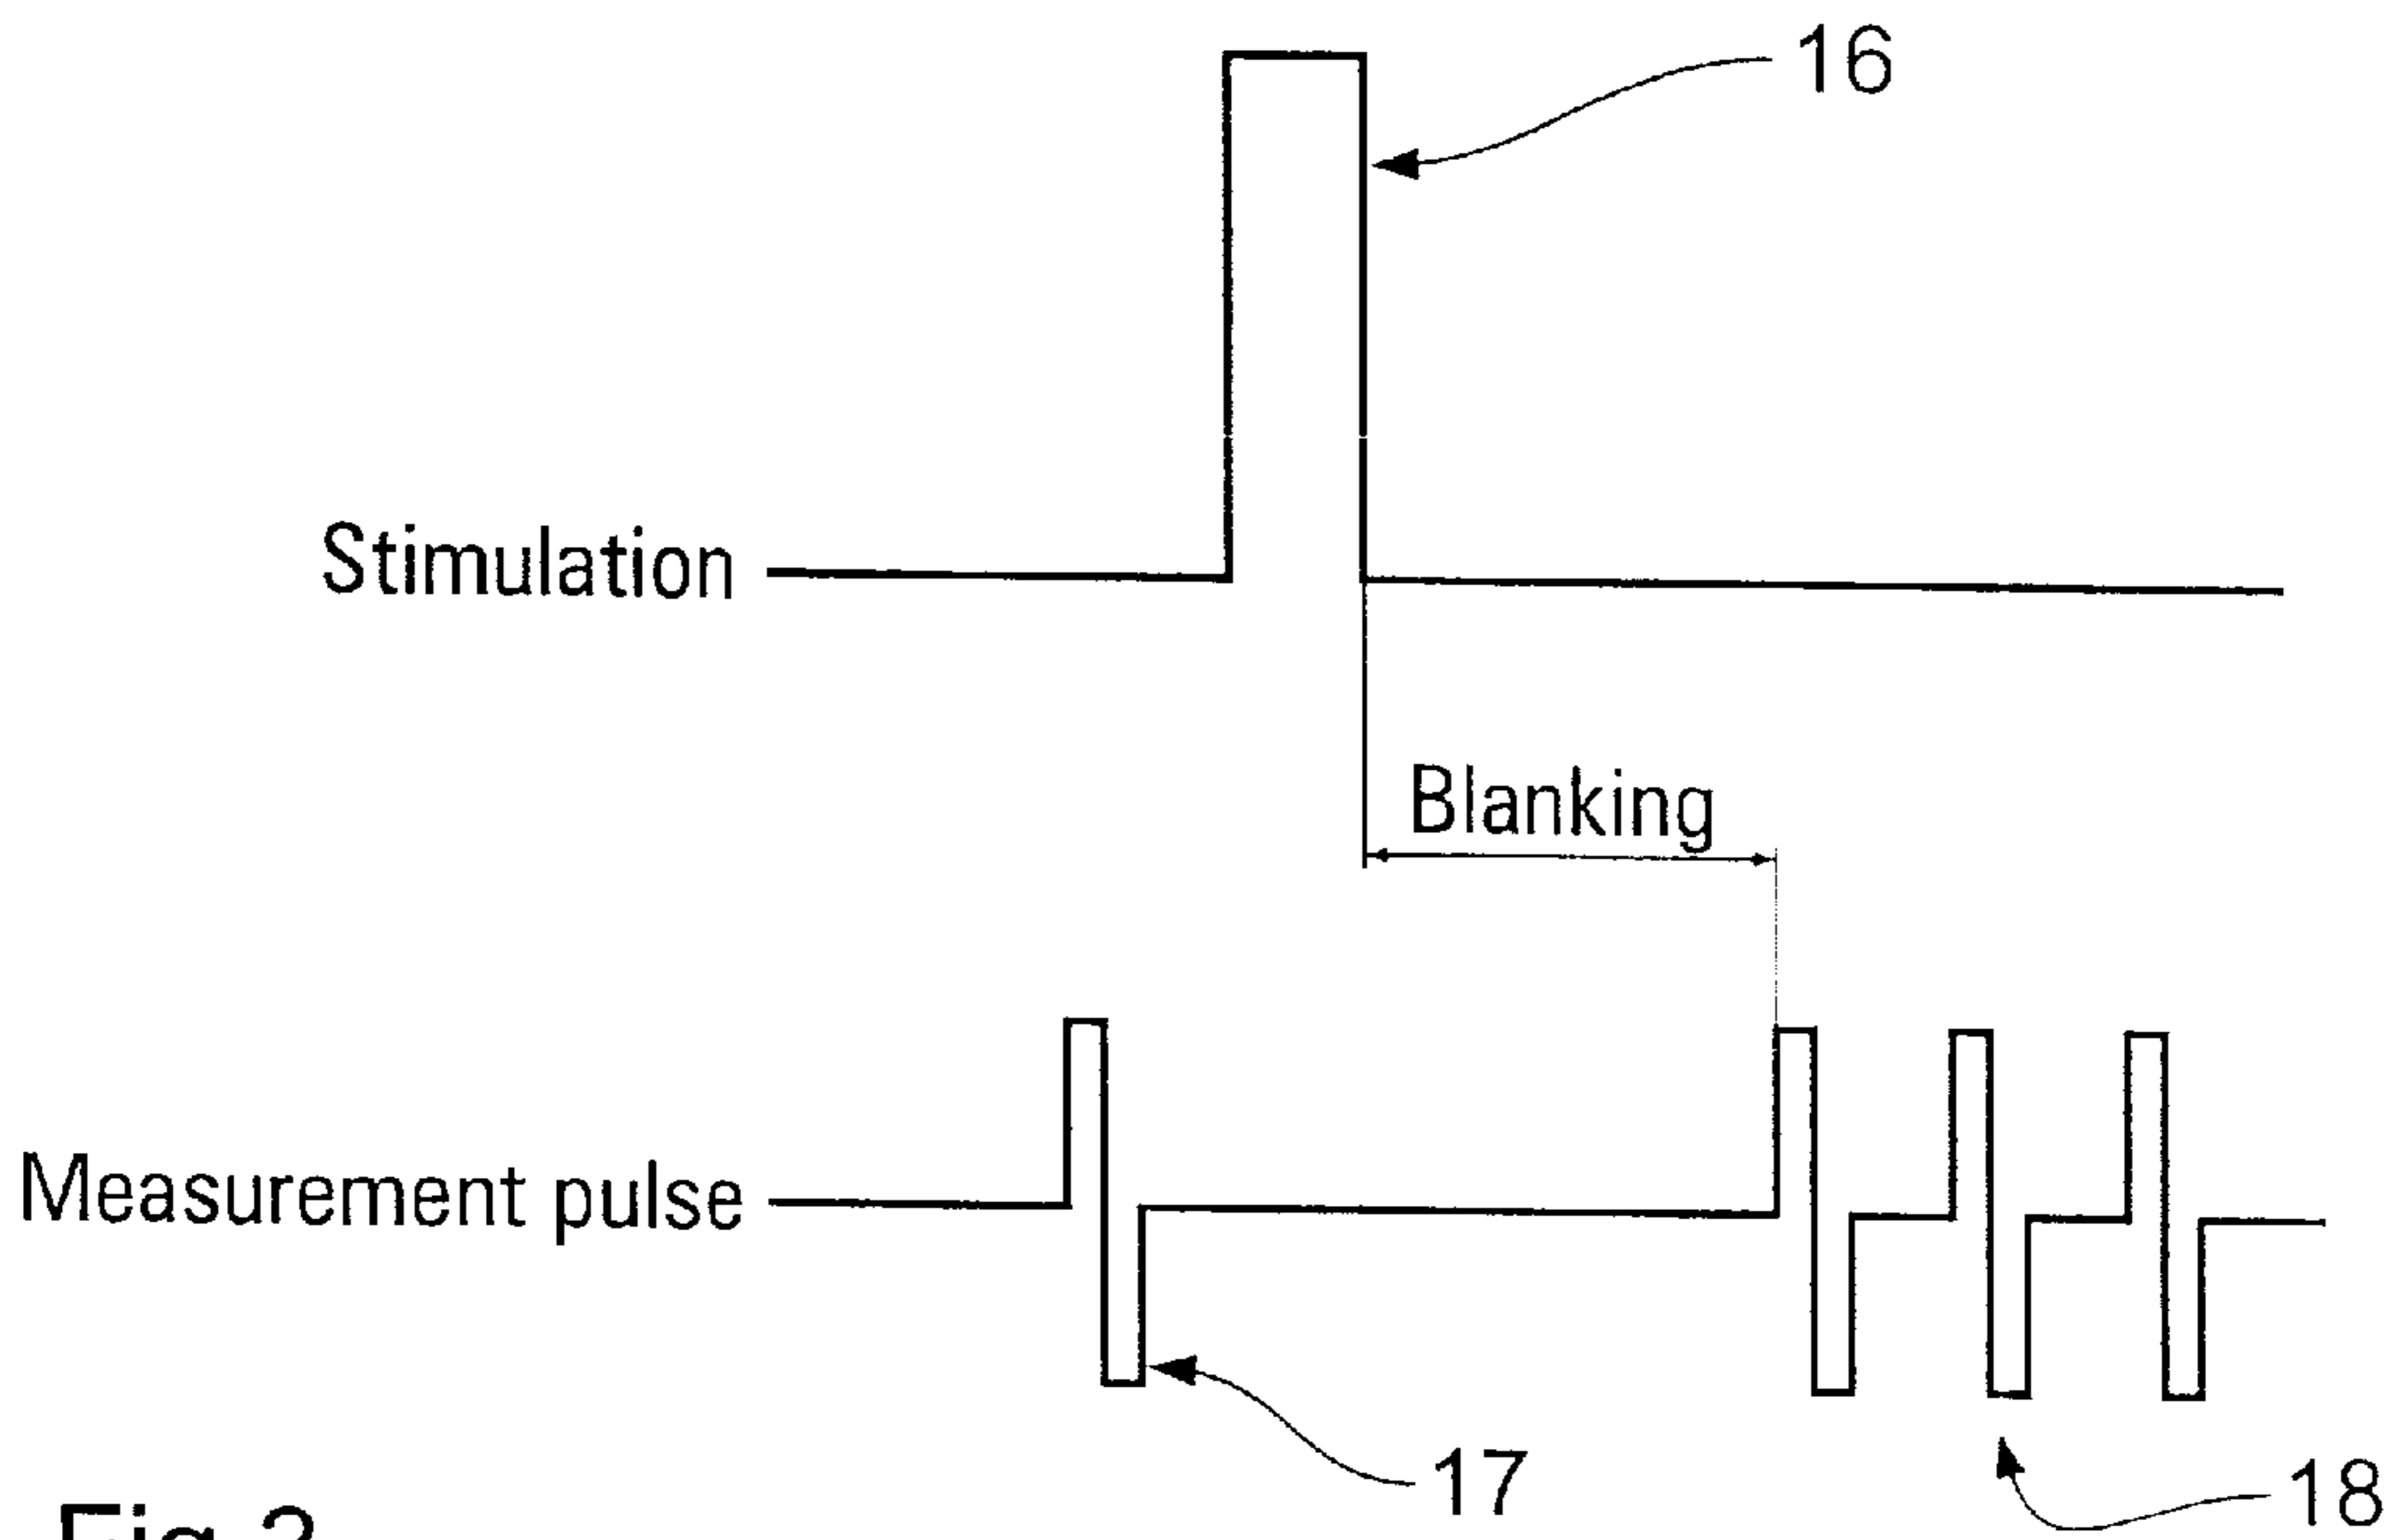 16
Stimulation
Blanking
Measurement pulse
17
18